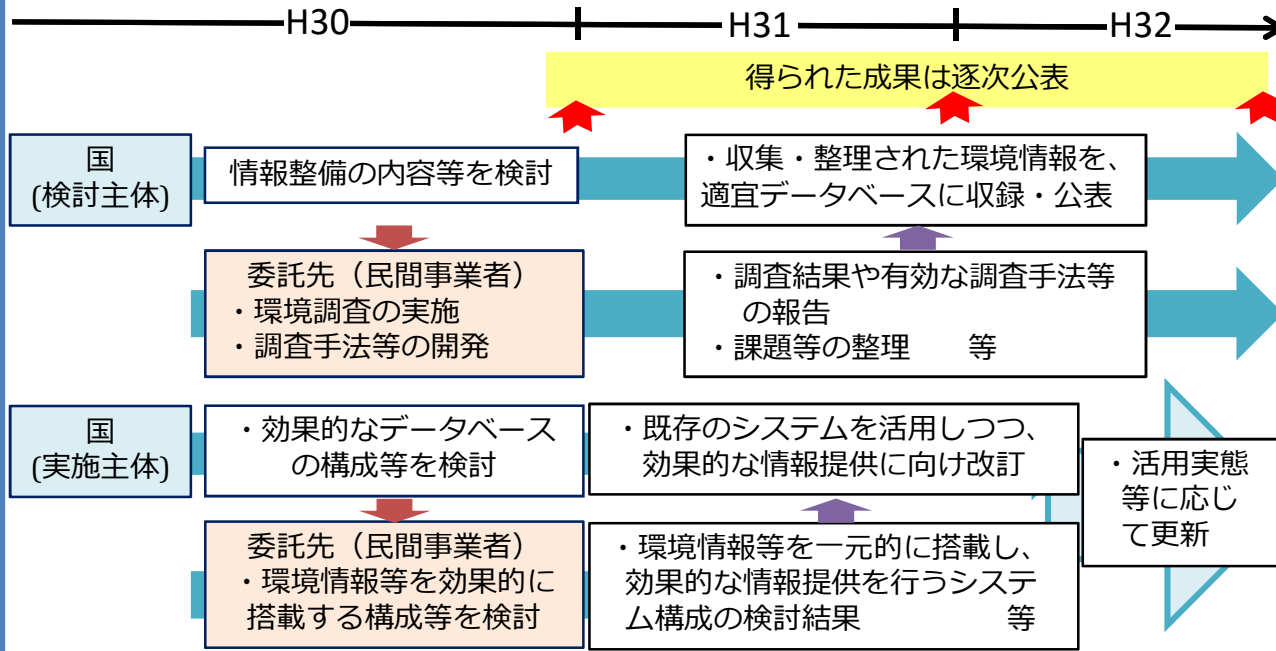 H30
H31
H32
得られた成果は逐次公表
国
(検討主体)
情報整備の内容等を検討
・収集・整理された環境情報を、
適宜データベースに収録・公表
委託先（民間事業者）
・環境調査の実施
・調査手法等の開発
・調査結果や有効な調査手法等
の報告
・課題等の整理　　等
国
(実施主体)
・効果的なデータベース
の構成等を検討
・既存のシステムを活用しつつ、
効果的な情報提供に向け改訂
・活用実態
等に応じ
て更新
委託先（民間事業者）
・環境情報等を効果的に
搭載する構成等を検討
・環境情報等を一元的に搭載し、
効果的な情報提供を行うシステ
ム構成の検討結果　　　　　　等